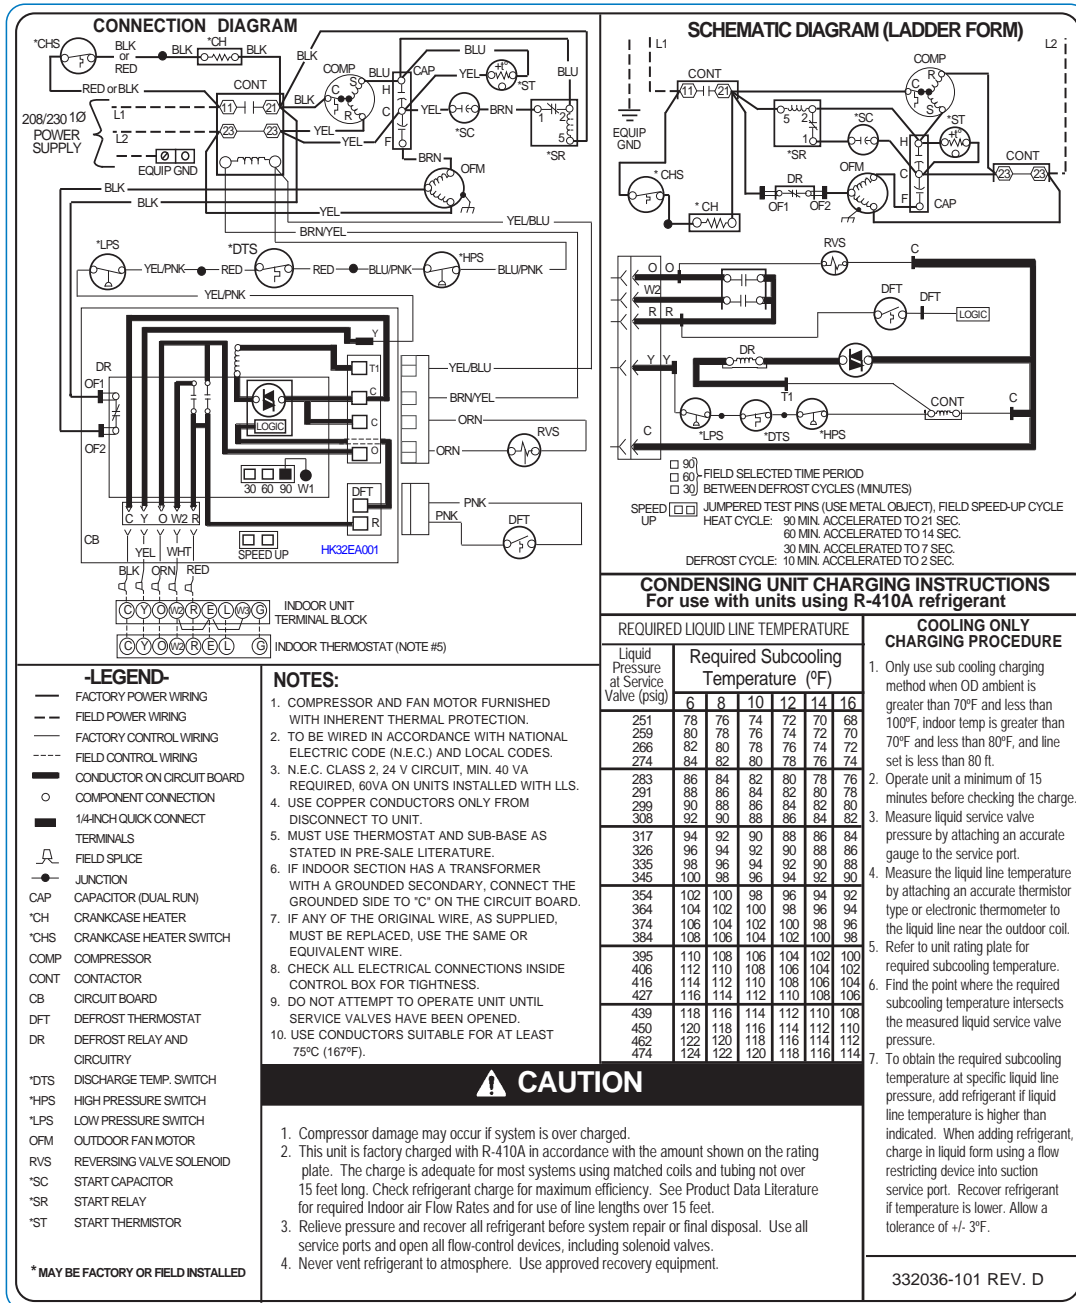 CONNECTION DIAGRAM
*CHS
BLK
or
RED
BLK
*CH
BLK
BLK
RED or BLK
CONT
11
21
BLK
23
23
L1
L2
208/230 1Ø
POWER
SUPPLY
EQUIP GND
COMP
S
C
R
BLU
H
C
F
CAP
BLU
YEL
+t°
*ST
BLU
YEL
*SC
BRN
1
2
5
*SR
YEL
YEL
BRN
OFM
BLK
BLK
YEL
BRN/YEL
YEL/BLU
*LPS
YEL/PNK
RED
*DTS
RED
BLU/PNK
*HPS
BLU/PNK
YEL/PNK
Y
DR
OF1
OF2
T1
C
C
O
LOGIC
30 60 90 W1
DFT
R
YEL/BLU
BRN/YEL
ORN
ORN
RVS
PNK
PNK
DFT
C Y O W2 R
CB
YEL
WHT
BLK
ORN
RED
SPEED UP
HK32EA001
C Y O W2 R E L W3 G
INDOOR UNIT
TERMINAL BLOCK
C Y O W2 R E L G
INDOOR THERMOSTAT (NOTE #5)
SCHEMATIC DIAGRAM (LADDER FORM)
L1
L2
EQUIP
GND
CONT
11
21
COMP
R
C
S
5
2
1
*SR
*SC
*ST
+t°
H
C
F
CAP
CONT
23
23
*CHS
*CH
DR
OF1
OF2
OFM
O O
W2
R R
RVS
C
DFT
DFT
LOGIC
Y Y
DR
T1
*LPS
*DTS
*HPS
CONT
C
C
90
60
30
FIELD SELECTED TIME PERIOD
BETWEEN DEFROST CYCLES (MINUTES)
SPEED
UP
JUMPERED TEST PINS (USE METAL OBJECT), FIELD SPEED-UP CYCLE
HEAT CYCLE: 90 MIN. ACCELERATED TO 21 SEC.
60 MIN. ACCELERATED TO 14 SEC.
30 MIN. ACCELERATED TO 7 SEC.
DEFROST CYCLE: 10 MIN. ACCELERATED TO 2 SEC.
-LEGEND-
FACTORY POWER WIRING
FIELD POWER WIRING
FACTORY CONTROL WIRING
FIELD CONTROL WIRING
CONDUCTOR ON CIRCUIT BOARD
COMPONENT CONNECTION
1/4-INCH QUICK CONNECT
TERMINALS
FIELD SPLICE
JUNCTION
CAP CAPACITOR (DUAL RUN)
*CH CRANKCASE HEATER
*CHS CRANKCASE HEATER SWITCH
COMP COMPRESSOR
CONT CONTACTOR
CB CIRCUIT BOARD
DFT DEFROST THERMOSTAT
DR DEFROST RELAY AND
CIRCUITRY
*DTS DISCHARGE TEMP. SWITCH
*HPS HIGH PRESSURE SWITCH
*LPS LOW PRESSURE SWITCH
OFM OUTDOOR FAN MOTOR
RVS REVERSING VALVE SOLENOID
*SC START CAPACITOR
*SR START RELAY
*ST START THERMISTOR
* MAY BE FACTORY OR FIELD INSTALLED
NOTES:
1. COMPRESSOR AND FAN MOTOR FURNISHED
WITH INHERENT THERMAL PROTECTION.
2. TO BE WIRED IN ACCORDANCE WITH NATIONAL
ELECTRIC CODE (N.E.C.) AND LOCAL CODES.
3. N.E.C. CLASS 2, 24 V CIRCUIT, MIN. 40 VA
REQUIRED, 60VA ON UNITS INSTALLED WITH LLS.
4. USE COPPER CONDUCTORS ONLY FROM
DISCONNECT TO UNIT.
5. MUST USE THERMOSTAT AND SUB-BASE AS
STATED IN PRE-SALE LITERATURE.
6. IF INDOOR SECTION HAS A TRANSFORMER
WITH A GROUNDED SECONDARY, CONNECT THE
GROUNDED SIDE TO "C" ON THE CIRCUIT BOARD.
7. IF ANY OF THE ORIGINAL WIRE, AS SUPPLIED,
MUST BE REPLACED, USE THE SAME OR
EQUIVALENT WIRE.
8. CHECK ALL ELECTRICAL CONNECTIONS INSIDE
CONTROL BOX FOR TIGHTNESS.
9. DO NOT ATTEMPT TO OPERATE UNIT UNTIL
SERVICE VALVES HAVE BEEN OPENED.
10. USE CONDUCTORS SUITABLE FOR AT LEAST
75ºC (167ºF).
CONDENSING UNIT CHARGING INSTRUCTIONS
For use with units using R-410A refrigerant
REQUIRED LIQUID LINE TEMPERATURE
Liquid
Pressure
at Service
Valve (psig)
Required Subcooling
Temperature (ºF)
6 8 10 12 14 16
251 78 76 74 72 70 68
259 80 78 76 74 72 70
266 82 80 78 76 74 72
274 84 82 80 78 76 74
283 86 84 82 80 78 76
291 88 86 84 82 80 78
299 90 88 86 84 82 80
308 92 90 88 86 84 82
317 94 92 90 88 86 84
326 96 94 92 90 88 86
335 98 96 94 92 90 88
345 100 98 96 94 92 90
354 102 100 98 96 94 92
364 104 102 100 98 96 94
374 106 104 102 100 98 96
384 108 106 104 102 100 98
395 110 108 106 104 102 100
406 112 110 108 106 104 102
416 114 112 110 108 106 104
427 116 114 112 110 108 106
439 118 116 114 112 110 108
450 120 118 116 114 112 110
462 122 120 118 116 114 112
474 124 122 120 118 116 114
COOLING ONLY
CHARGING PROCEDURE
1. Only use sub cooling charging
method when OD ambient is
greater than 70ºF and less than
100ºF, indoor temp is greater than
70ºF and less than 80ºF, and line
set is less than 80 ft.
2. Operate unit a minimum of 15
minutes before checking the charge.
3. Measure liquid service valve
pressure by attaching an accurate
gauge to the service port.
4. Measure the liquid line temperature
by attaching an accurate thermistor
type or electronic thermometer to
the liquid line near the outdoor coil.
5. Refer to unit rating plate for
required subcooling temperature.
6. Find the point where the required
subcooling temperature intersects
the measured liquid service valve
pressure.
7. To obtain the required subcooling
temperature at specific liquid line
pressure, add refrigerant if liquid
line temperature is higher than
indicated. When adding refrigerant,
charge in liquid form using a flow
restricting device into suction
service port. Recover refrigerant
if temperature is lower. Allow a
tolerance of +/- 3ºF.
CAUTION
1. Compressor damage may occur if system is over charged.
2. This unit is factory charged with R-410A in accordance with the amount shown on the rating
plate. The charge is adequate for most systems using matched coils and tubing not over
15 feet long. Check refrigerant charge for maximum efficiency. See Product Data Literature
for required Indoor air Flow Rates and for use of line lengths over 15 feet.
3. Relieve pressure and recover all refrigerant before system repair or final disposal. Use all
service ports and open all flow-control devices, including solenoid valves.
4. Never vent refrigerant to atmosphere. Use approved recovery equipment.
332036-101 REV. D